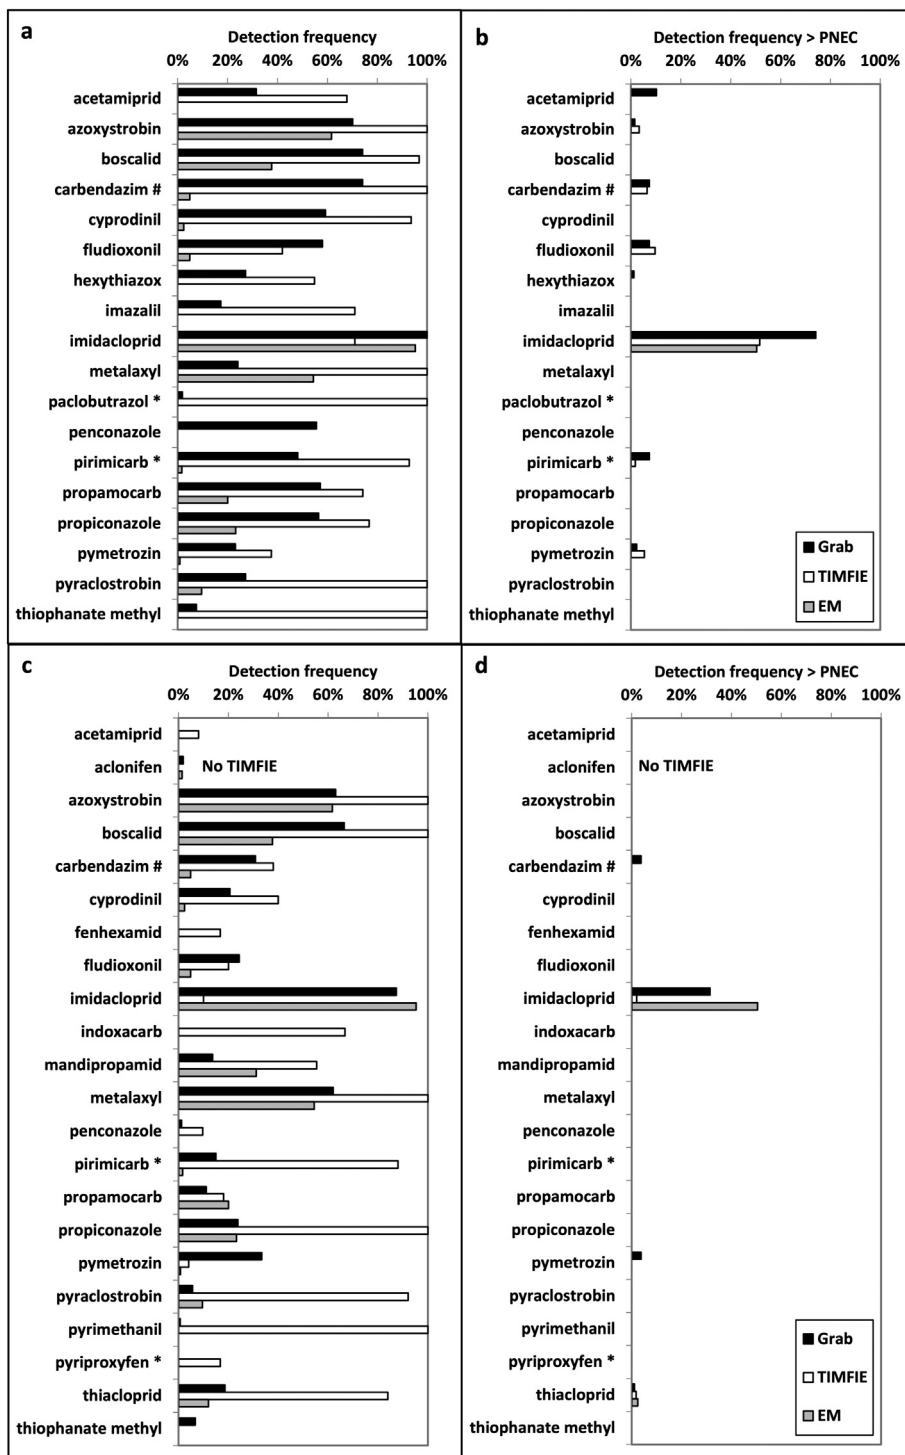 a
Detection frequency
0% 20% 40% 60% 80% 100%
acetamiprid
azoxystrobin
boscalid
carbendazim #
cyprodinil
fludioxonil
hexythiazox
imazalil
imidacloprid
metalaxyl
paclobutrazol *
penconazole
pirimicarb *
propamocarb
propiconazole
pymetrozin
pyraclostrobin
thiophanate methyl
b
Detection frequency > PNEC
0% 20% 40% 60% 80% 100%
acetamiprid
azoxystrobin
boscalid
carbendazim #
cyprodinil
fludioxonil
hexythiazox
imazalil
imidacloprid
metalaxyl
paclobutrazol *
penconazole
pirimicarb *
propamocarb
propiconazole
pymetrozin
pyraclostrobin
thiophanate methyl
Grab
TIMFIE
EM
c
Detection frequency
0% 20% 40% 60% 80% 100%
acetamiprid
aclonifen No TIMFIE
azoxystrobin
boscalid
carbendazim #
cyprodinil
fenhexamid
fludioxonil
imidacloprid
indoxacarb
mandipropamid
metalaxyl
penconazole
pirimicarb *
propamocarb
propiconazole
pymetrozin
pyraclostrobin
pyrimethanil
pyriproxyfen *
thiacloprid
thiophanate methyl
d
Detection frequency > PNEC
0% 20% 40% 60% 80% 100%
acetamiprid
aclonifen No TIMFIE
azoxystrobin
boscalid
carbendazim #
cyprodinil
fenhexamid
fludioxonil
imidacloprid
indoxacarb
mandipropamid
metalaxyl
penconazole
pirimicarb *
propamocarb
propiconazole
pymetrozin
pyraclostrobin
pyrimethanil
pyriproxyfen *
thiacloprid
thiophanate methyl
Grab
TIMFIE
EM